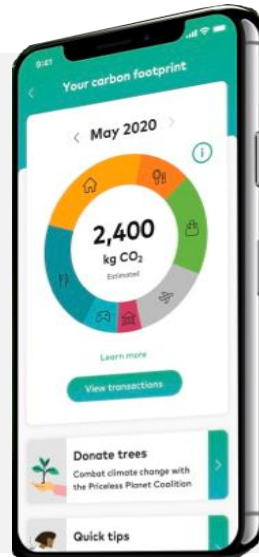 9:41
Your carbon footprint
May 2020
2,400
kg CO₂
Estimated
Learn more
View transactions
Donate trees
Combat climate change with
the Priceless Planet Coalition
Quick tips